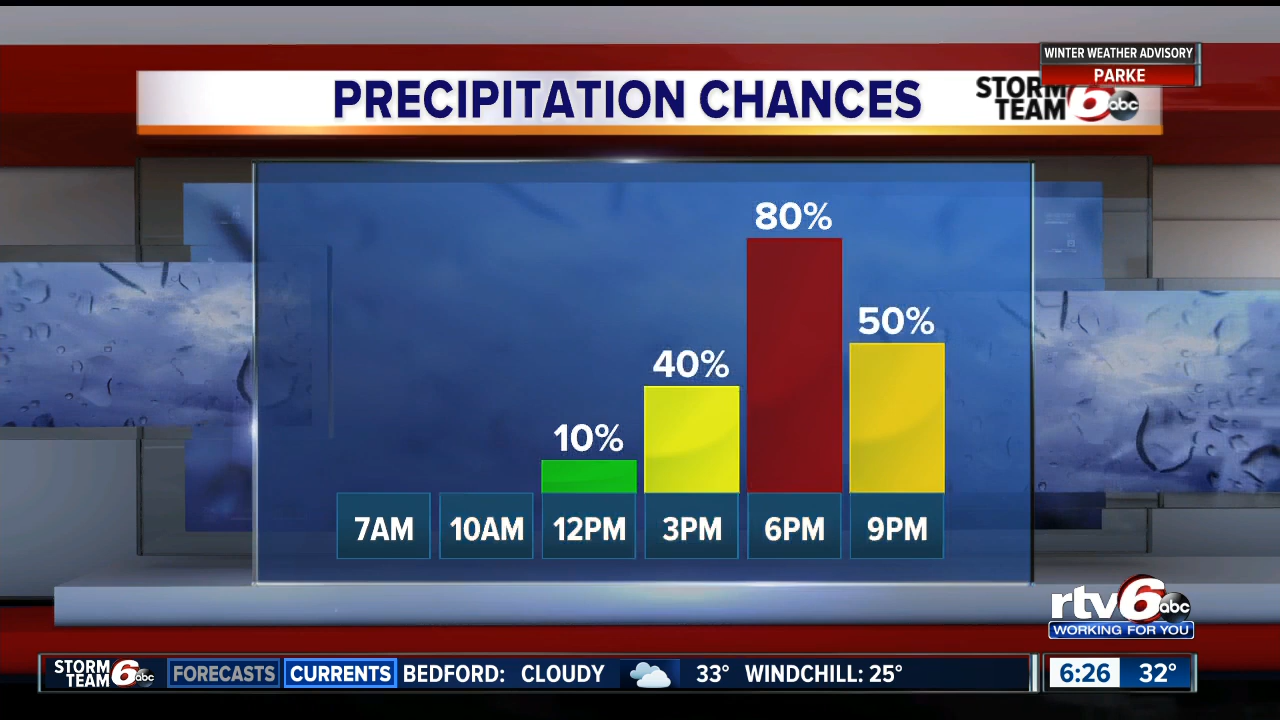 WINTER WEATHER ADVISORY
PARKE
PRECIPITATION CHANCES
STORM
TEAM 6 abc
80%
50%
40%
10%
7AM 10AM 12PM 3PM 6PM 9PM
rtv6 abc
WORKING FOR YOU
STORM
TEAM 6 abc
FORECASTS CURRENTS BEDFORD: CLOUDY 33° WINDCHILL: 25° 6:26 32°